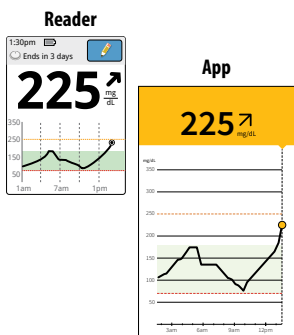 Reader
1:30pm
Ends in 3 days
225 mg/dL
350
250
150
50
1am 7am 1pm
App
225 mg/dL
mg/dL
350
300
250
200
150
100
50
3am 6am 9am 12pm